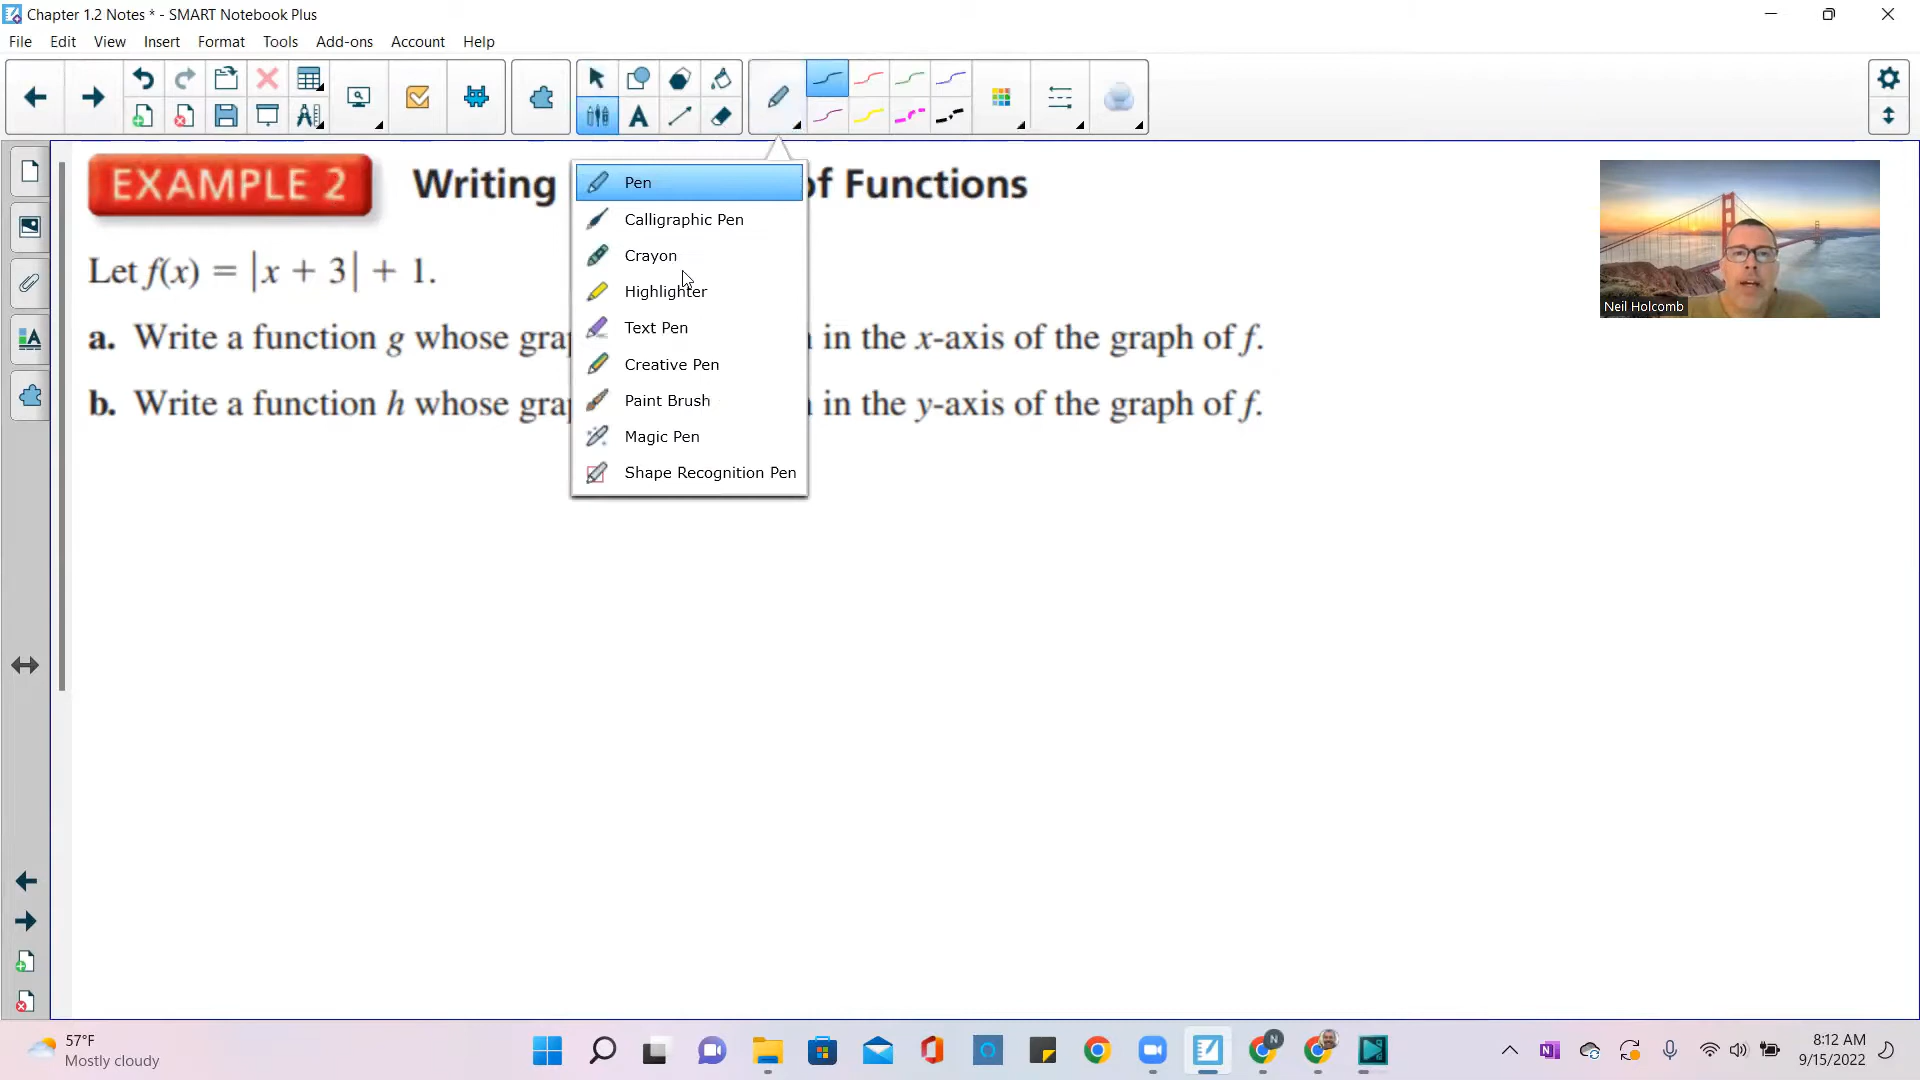 Chapter 1.2 Notes * - SMART Notebook Plus
File Edit View Insert Format Tools Add-ons Account Help
EXAMPLE 2 Writing of Functions
Let f(x) = |x + 3| + 1.
a. Write a function g whose gra in the x-axis of the graph of f.
b. Write a function h whose gra in the y-axis of the graph of f.
Pen
Calligraphic Pen
Crayon
Highlighter
Text Pen
Creative Pen
Paint Brush
Magic Pen
Shape Recognition Pen
Neil Holcomb
57°F
Mostly cloudy
N
8:12 AM
9/15/2022